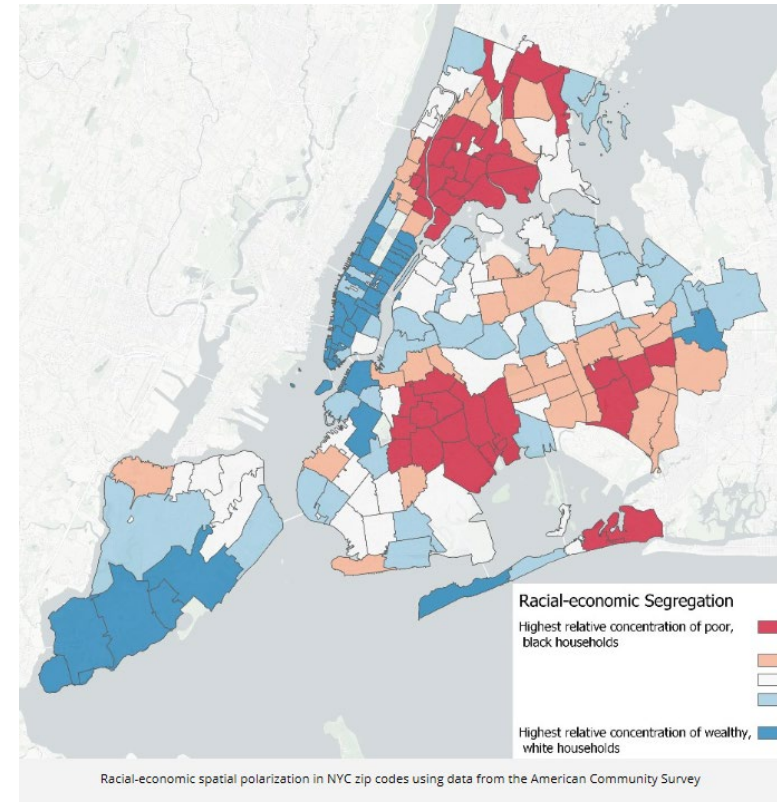 Racial-economic Segregation
Highest relative concentration of poor,
black households
Highest relative concentration of wealthy,
white households
Racial-economic spatial polarization in NYC zip codes using data from the American Community Survey